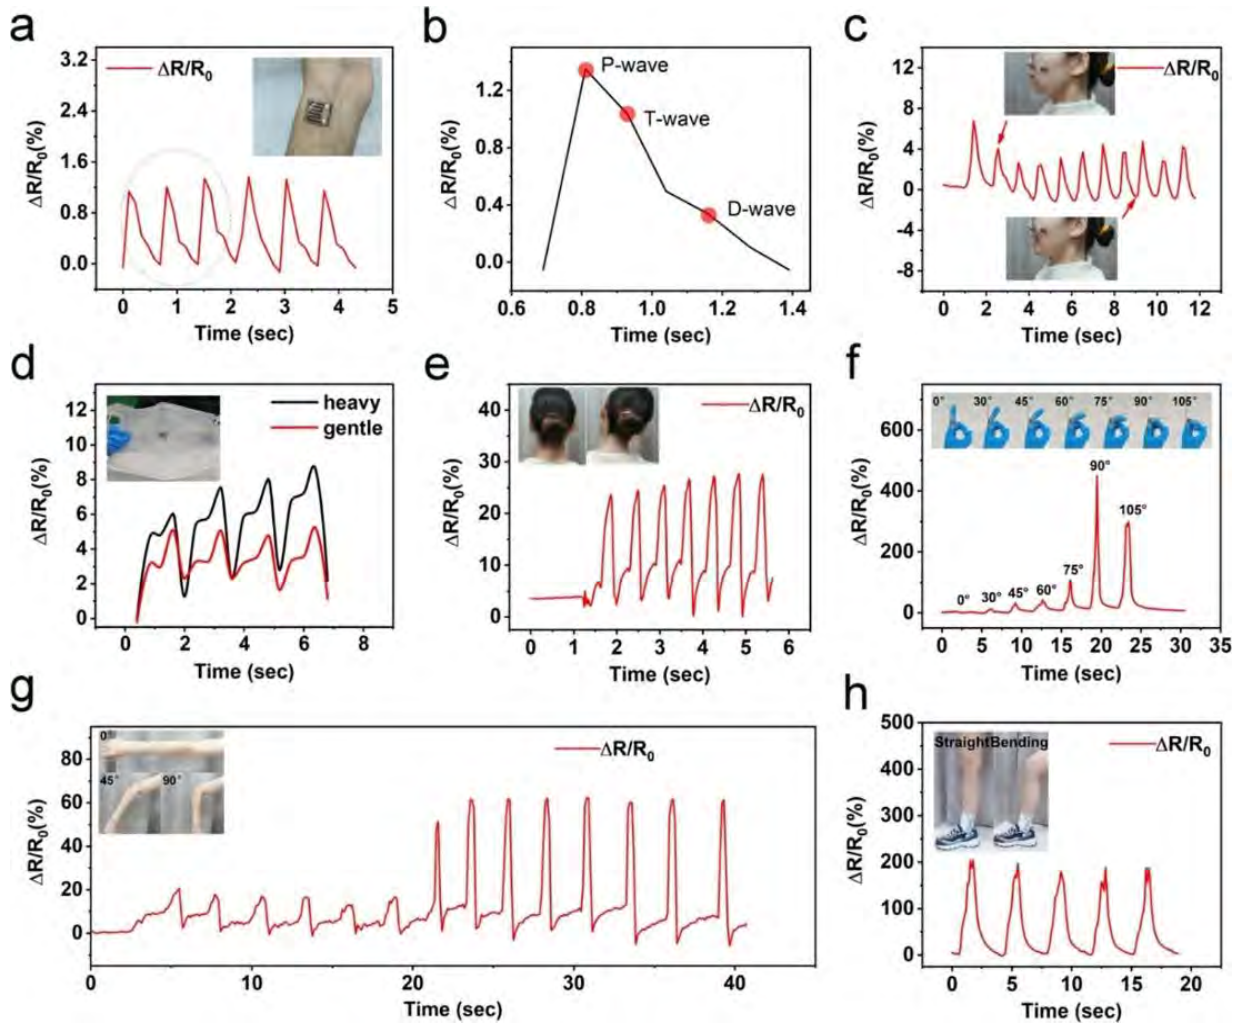 a
ΔR/R₀(%)
3.2
2.4
1.6
0.8
0.0
ΔR/R₀
0 1 2 3 4 5
Time (sec)
b
ΔR/R₀(%)
1.2
0.8
0.4
0.0
P-wave
T-wave
D-wave
0.6 0.8 1.0 1.2 1.4
Time (sec)
c
ΔR/R₀(%)
12
8
4
0
-4
-8
ΔR/R₀
0 2 4 6 8 10 12
Time (sec)
d
ΔR/R₀(%)
12
10
8
6
4
2
0
heavy
gentle
0 2 4 6 8
Time (sec)
e
ΔR/R₀(%)
40
30
20
10
0
ΔR/R₀
0 1 2 3 4 5 6
Time (sec)
f
ΔR/R₀(%)
600
400
200
0
0° 30° 45° 60° 75° 90° 105°
90°
105°
75°
0° 30° 45° 60°
0 5 10 15 20 25 30 35
Time (sec)
g
ΔR/R₀(%)
80
60
40
20
0
0°
45° 90°
ΔR/R₀
0 10 20 30 40
Time (sec)
h
ΔR/R₀(%)
500
400
300
200
100
0
StraightBending
ΔR/R₀
0 5 10 15 20
Time (sec)